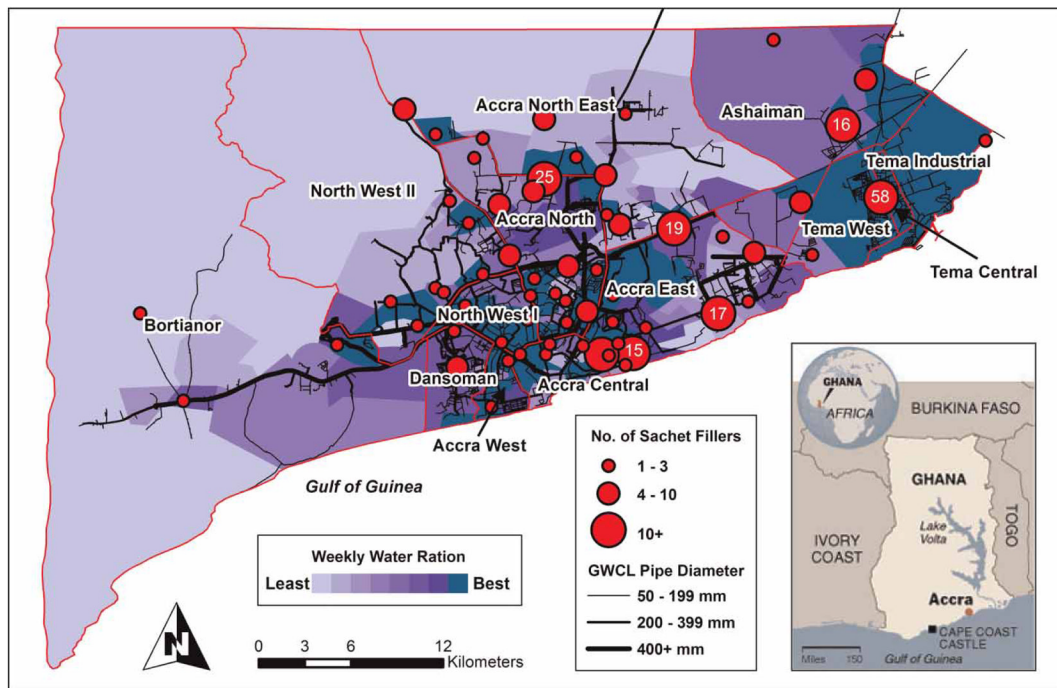 Accra North East
Ashaiman
16
Tema Industrial
25
58
North West II
Accra North
19
Tema West
Tema Central
Accra East
Bortianor
North West I
17
15
Dansoman
Accra Central
Accra West
Gulf of Guinea
Weekly Water Ration
Least
Best
N
0 3 6 12
Kilometers
No. of Sachet Fillers
1 - 3
4 - 10
10+
GWCL Pipe Diameter
50 - 199 mm
200 - 399 mm
400+ mm
GHANA
AFRICA
BURKINA FASO
GHANA
IVORY
COAST
Lake
Volta
TOGO
Accra
CAPE COAST
CASTLE
Miles 150
Gulf of Guinea